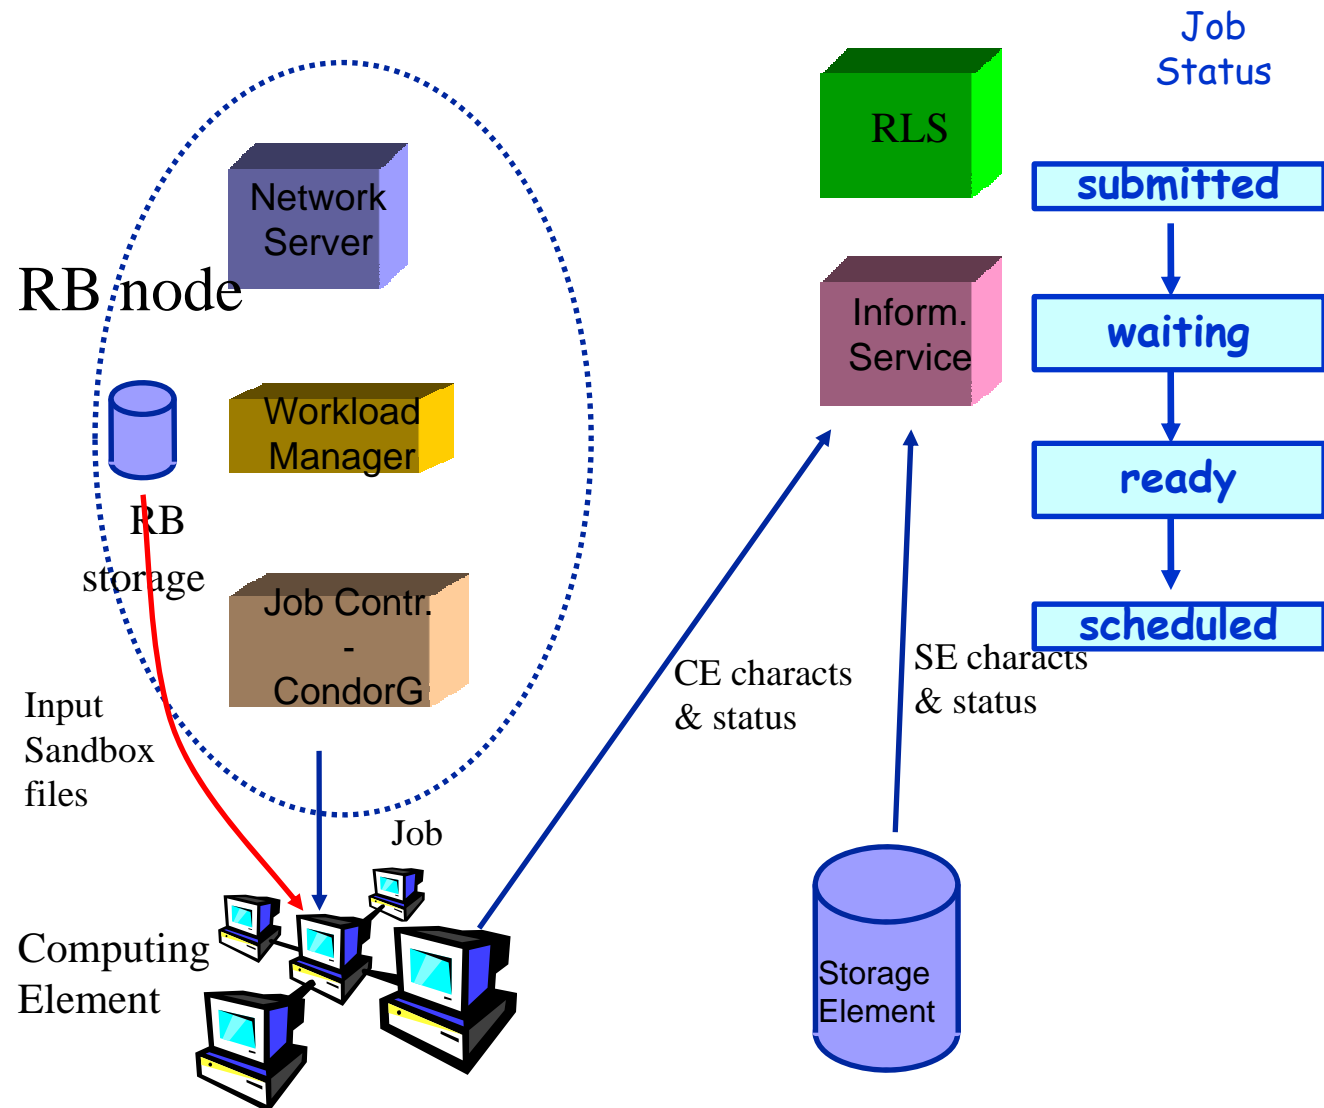 Job
Status
RLS
submitted
Network
Server
RB node
Inform.
Service
waiting
Workload
Manager
ready
RB
storage
Job Contr.
-
CondorG
scheduled
CE characts
& status
SE characts
& status
Input
Sandbox
files
Job
Computing
Element
Storage
Element